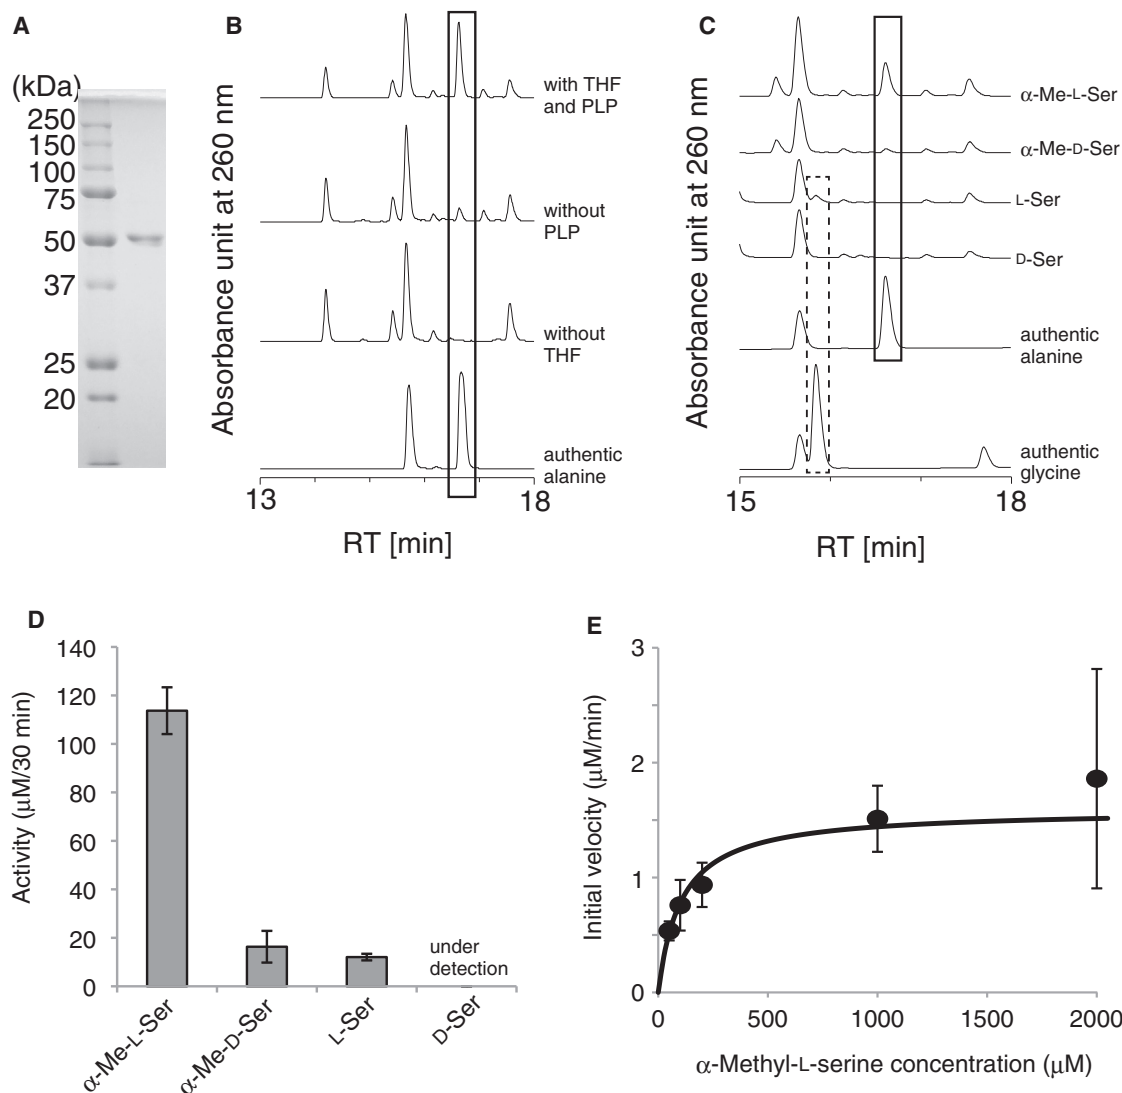 A
(kDa)
250
150
100
75
50
37
25
20
B
Absorbance unit at 260 nm
with THF
and PLP
without
PLP
without
THF
authentic
alanine
13
18
RT [min]
C
Absorbance unit at 260 nm
α-Me-L-Ser
α-Me-D-Ser
L-Ser
D-Ser
authentic
alanine
authentic
glycine
15
18
RT [min]
D
Activity (μM/30 min)
140
120
100
80
60
40
20
0
under
detection
α-Me-L-Ser
α-Me-D-Ser
L-Ser
D-Ser
E
Initial velocity (μM/min)
3
2
1
0
0
500
1000
1500
2000
α-Methyl-L-serine concentration (μM)